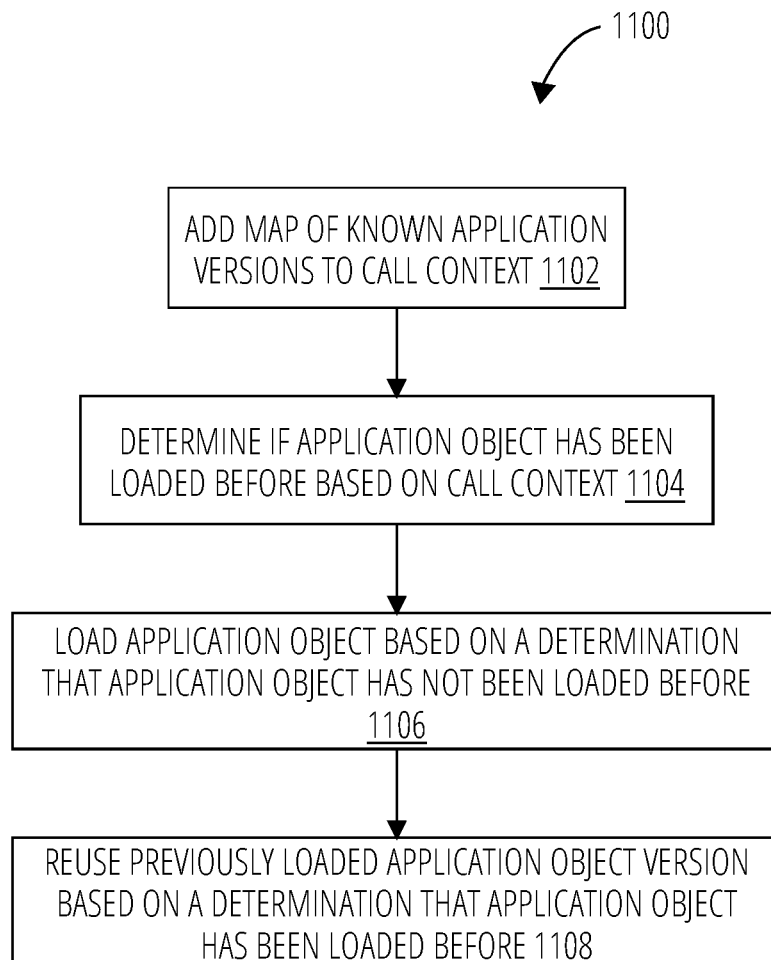 1100
ADD MAP OF KNOWN APPLICATION
VERSIONS TO CALL CONTEXT 1102
DETERMINE IF APPLICATION OBJECT HAS BEEN
LOADED BEFORE BASED ON CALL CONTEXT 1104
LOAD APPLICATION OBJECT BASED ON A DETERMINATION
THAT APPLICATION OBJECT HAS NOT BEEN LOADED BEFORE
1106
REUSE PREVIOUSLY LOADED APPLICATION OBJECT VERSION
BASED ON A DETERMINATION THAT APPLICATION OBJECT
HAS BEEN LOADED BEFORE 1108